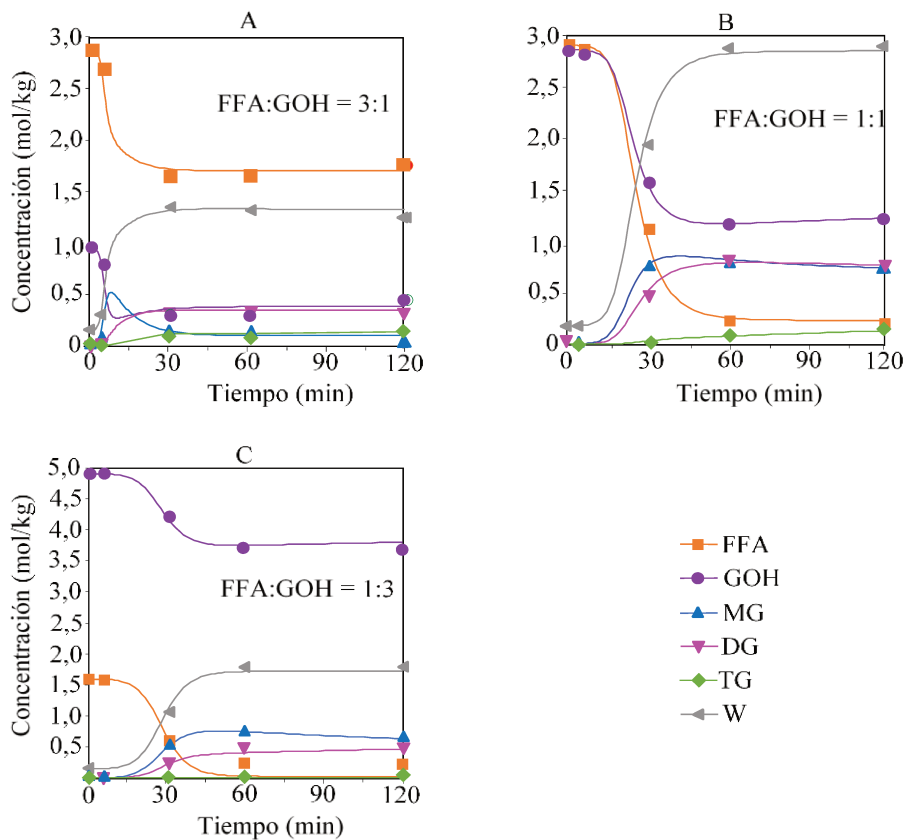 A
Concentración (mol/kg)
3,0
2,5
2,0
1,5
1,0
0,5
0
FFA:GOH = 3:1
0 30 60 90 120
Tiempo (min)
B
Concentración (mol/kg)
3,0
2,5
2,0
1,5
1,0
0,5
0
FFA:GOH = 1:1
0 30 60 90 120
Tiempo (min)
C
Concentración (mol/kg)
5,0
4,5
4,0
3,5
3,0
2,5
2,0
1,5
1,0
0,5
0
FFA:GOH = 1:3
0 30 60 90 120
Tiempo (min)
FFA
GOH
MG
DG
TG
W